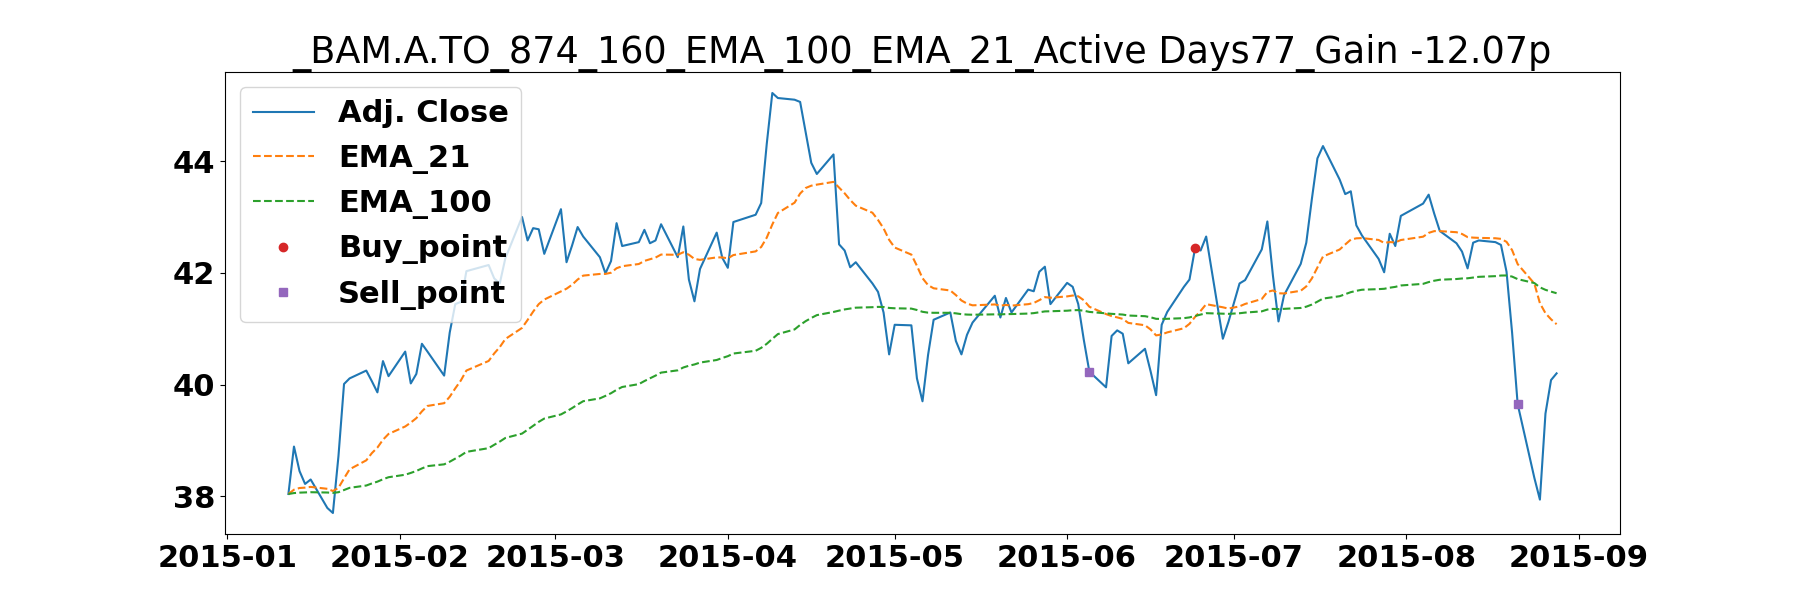 _BAM.A.TO_874_160_EMA_100_EMA_21_Active Days77_Gain -12.07p
Adj. Close
EMA_21
EMA_100
Buy_point
Sell_point
44
42
40
38
2015-01 2015-02 2015-03 2015-04 2015-05 2015-06 2015-07 2015-08 2015-09